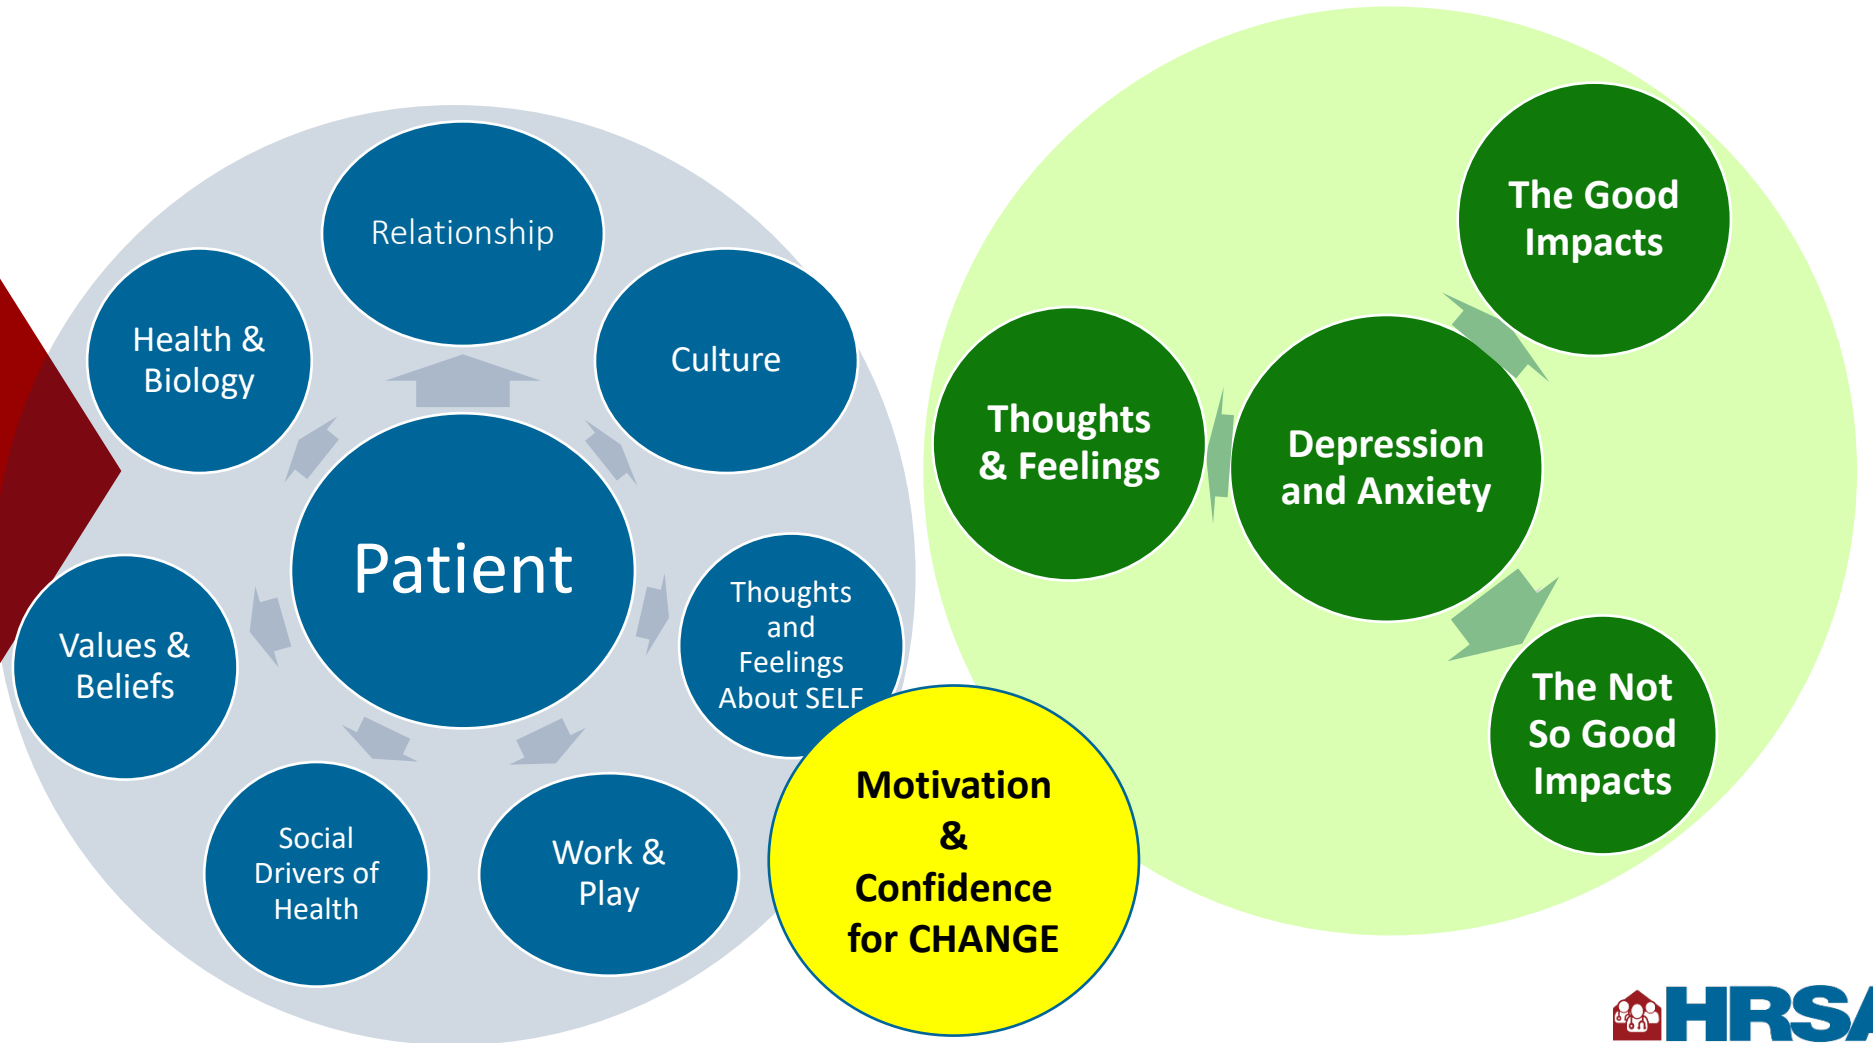 Relationship
Health &
Biology
Culture
Patient
Thoughts
and
Feelings
About SELF
Values &
Beliefs
Social
Drivers of
Health
Work &
Play
Motivation
&
Confidence
for CHANGE
The Good
Impacts
Thoughts
& Feelings
Depression
and Anxiety
The Not
So Good
Impacts
HRSA